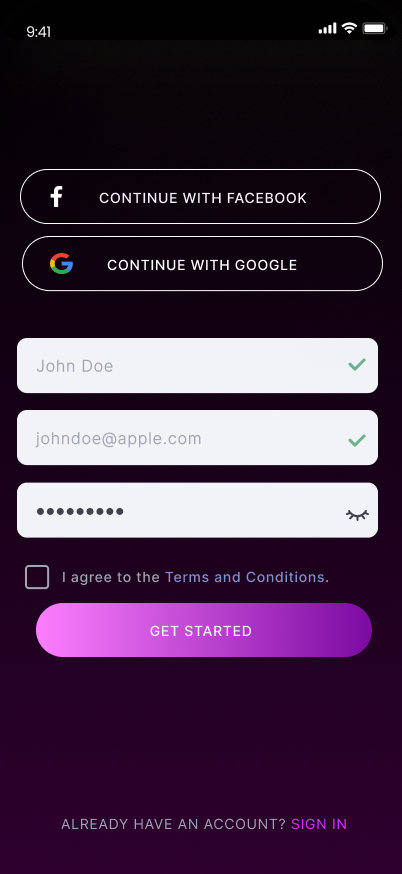 9:41
CONTINUE WITH FACEBOOK
CONTINUE WITH GOOGLE
John Doe
johndoe@apple.com
●●●●●●●●●
I agree to the Terms and Conditions.
GET STARTED
ALREADY HAVE AN ACCOUNT? SIGN IN